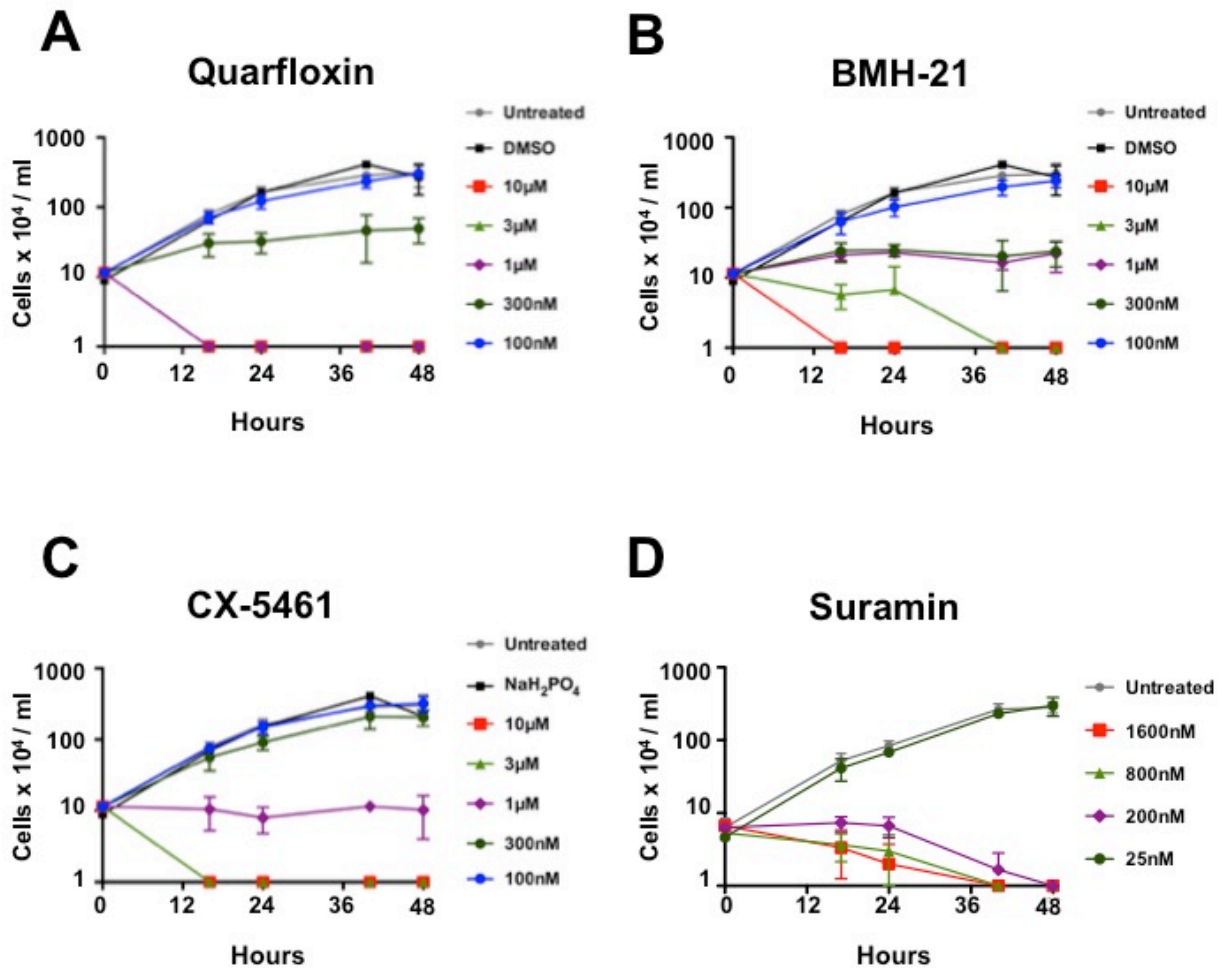 A
Quarfloxin
Cells x 10⁴ / ml
1000
100
10
1
0 12 24 36 48
Hours
Untreated
DMSO
10µM
3µM
1µM
300nM
100nM
B
BMH-21
Cells x 10⁴ / ml
1000
100
10
1
0 12 24 36 48
Hours
Untreated
DMSO
10µM
3µM
1µM
300nM
100nM
C
CX-5461
Cells x 10⁴ / ml
1000
100
10
1
0 12 24 36 48
Hours
Untreated
NaH₂PO₄
10µM
3µM
1µM
300nM
100nM
D
Suramin
Cells x 10⁴ / ml
1000
100
10
1
0 12 24 36 48
Hours
Untreated
1600nM
800nM
200nM
25nM